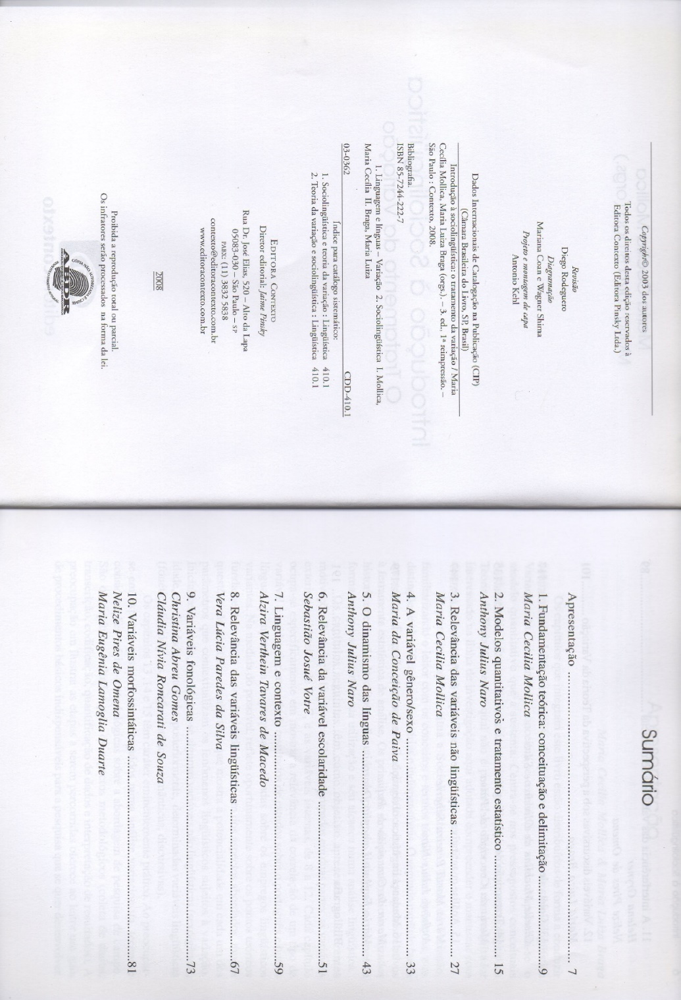 Copyright© 2003 dos autores
Todos os direitos desta edição reservados à
Editora Contexto (Editora Pinsky Ltda.)
Revisão
Diego Rodeguero
Diagramação
Mariana Coan e Wagner Shima
Projeto e montagem de capa
Antonio Kehl
Dados Internacionais de Catalogação na Publicação (CIP)
(Câmara Brasileira do Livro, SP, Brasil)
Introdução à sociolingüística: o tratamento da variação / Maria
Cecília Mollica, Maria Luiza Braga (orgs.). – 3. ed., 1ª reimpressão. –
São Paulo : Contexto, 2008.
Bibliografia.
ISBN 85-7244-222-7
1. Linguagem e línguas – Variação 2. Sociolingüística I. Mollica,
Maria Cecília II. Braga, Maria Luiza
03-0362 CDD-410.1
Índice para catálogo sistemático:
1. Sociolingüística e teoria da variação : Lingüística 410.1
2. Teoria da variação e sociolingüística : Lingüística 410.1
EDITORA CONTEXTO
Diretor editorial: Jaime Pinsky
Rua Dr. José Elias, 520 – Alto da Lapa
05083-030 – São Paulo – SP
PABX: (11) 3832 5838
contexto@editoracontexto.com.br
www.editoracontexto.com.br
2008
Proibida a reprodução total ou parcial.
Os infratores serão processados na forma da lei.
ABDR
Sumário
Apresentação ........ 7
1. Fundamentação teórica: conceituação e delimitação ........ 9
Maria Cecilia Mollica
2. Modelos quantitativos e tratamento estatístico ........ 15
Anthony Julius Naro
3. Relevância das variáveis não lingüísticas ........ 27
Maria Cecilia Mollica
4. A variável gênero/sexo ........ 33
Maria da Conceição de Paiva
5. O dinamismo das línguas ........ 43
Anthony Julius Naro
6. Relevância da variável escolaridade ........ 51
Sebastião Josué Votre
7. Linguagem e contexto ........ 59
Alzira Verthein Tavares de Macedo
8. Relevância das variáveis lingüísticas ........ 67
Vera Lúcia Paredes da Silva
9. Variáveis fonológicas ........ 73
Christina Abreu Gomes
Cláudia Nívia Roncarati de Souza
10. Variáveis morfossintáticas ........ 81
Nelize Pires de Omena
Maria Eugênia Lamoglia Duarte